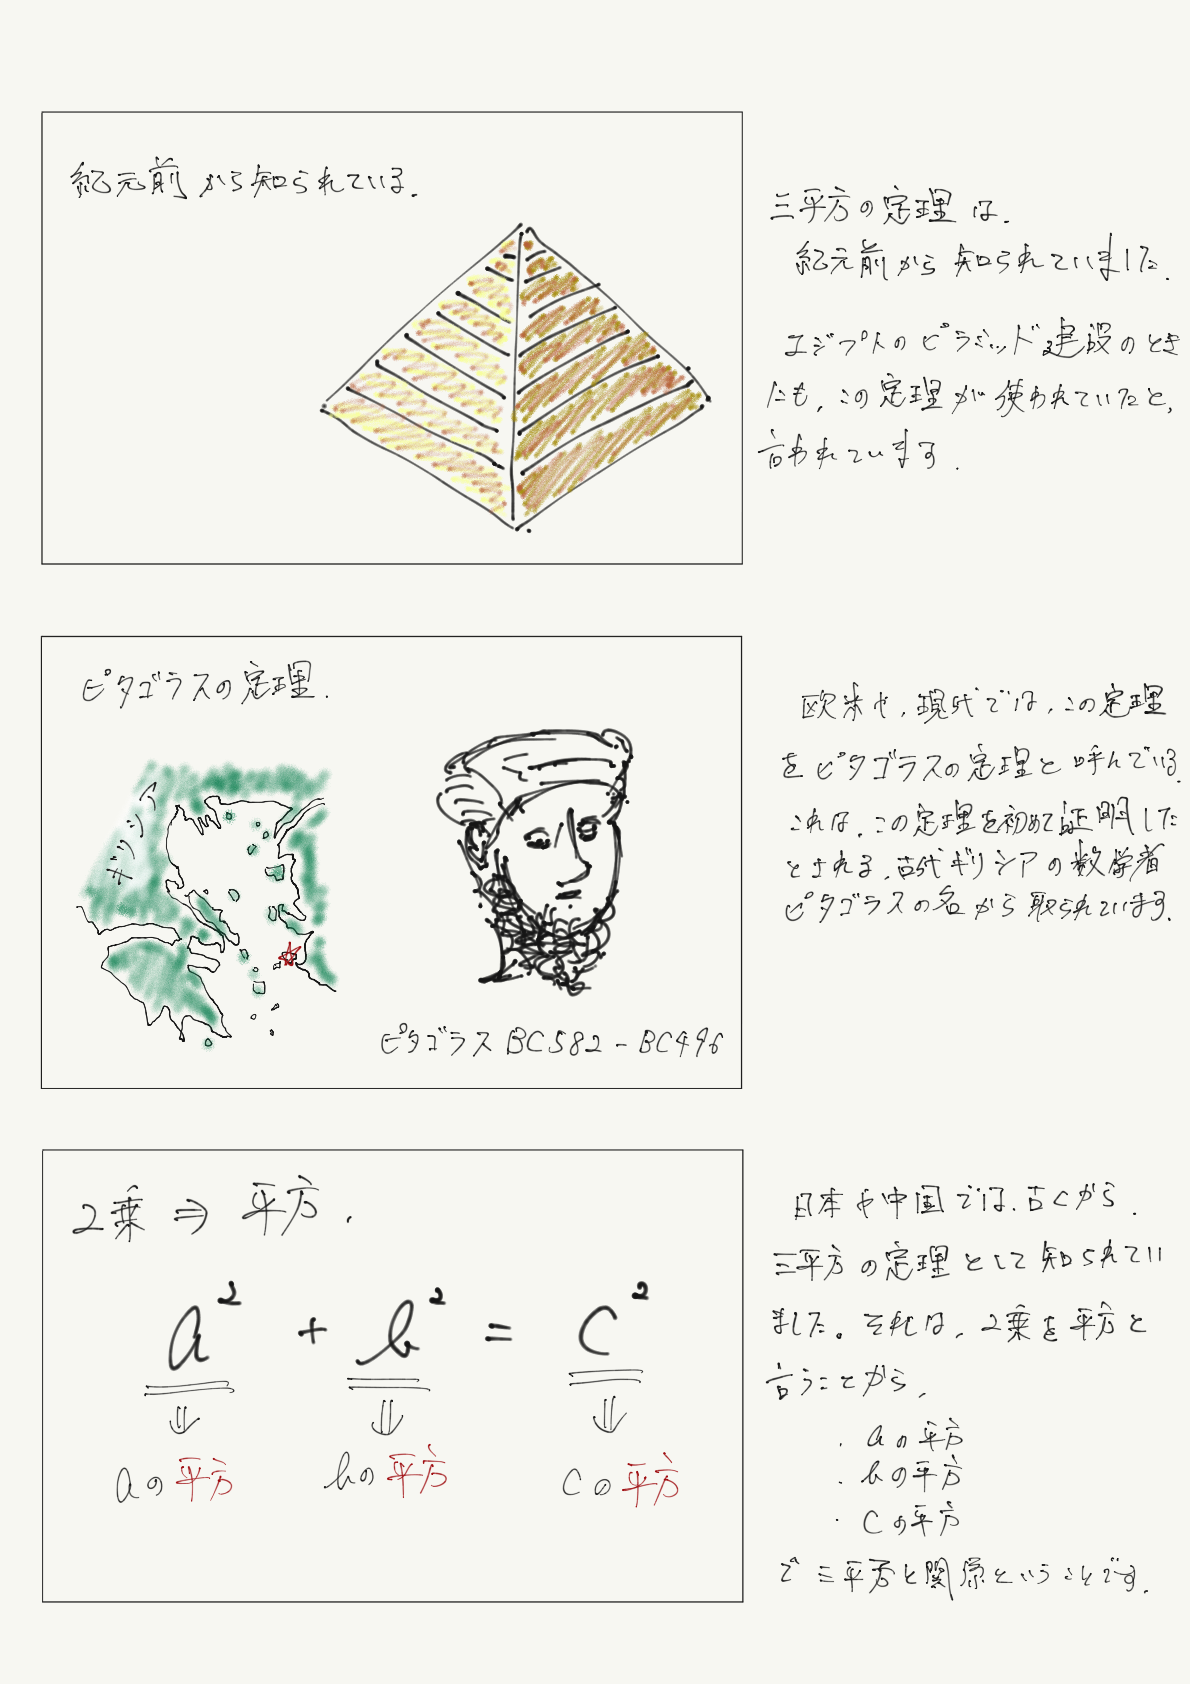 紀元前から知られている.
三平方の定理は.
紀元前から知られていました.
エジプトのピラミッド建設のとき
にも, この定理が使われていたと,
言われています.
ピタゴラスの定理.
ギリシア
ピタゴラス BC582 - BC496
欧米や, 現代では, この定理
をピタゴラスの定理と呼んでいる.
これは, この定理を初めて証明した
とされる, 古代ギリシアの数学者
ピタゴラスの名から取られています.
2乗 ⇒ 平方.
a² + b² = c²
⇓ ⇓ ⇓
aの平方 bの平方 cの平方
日本や中国では, 古くから.
三平方の定理として知られてい
ました。それは, 2乗を平方と
言うことから,
・aの平方
・bの平方
・cの平方
で三平方と関係ということです.